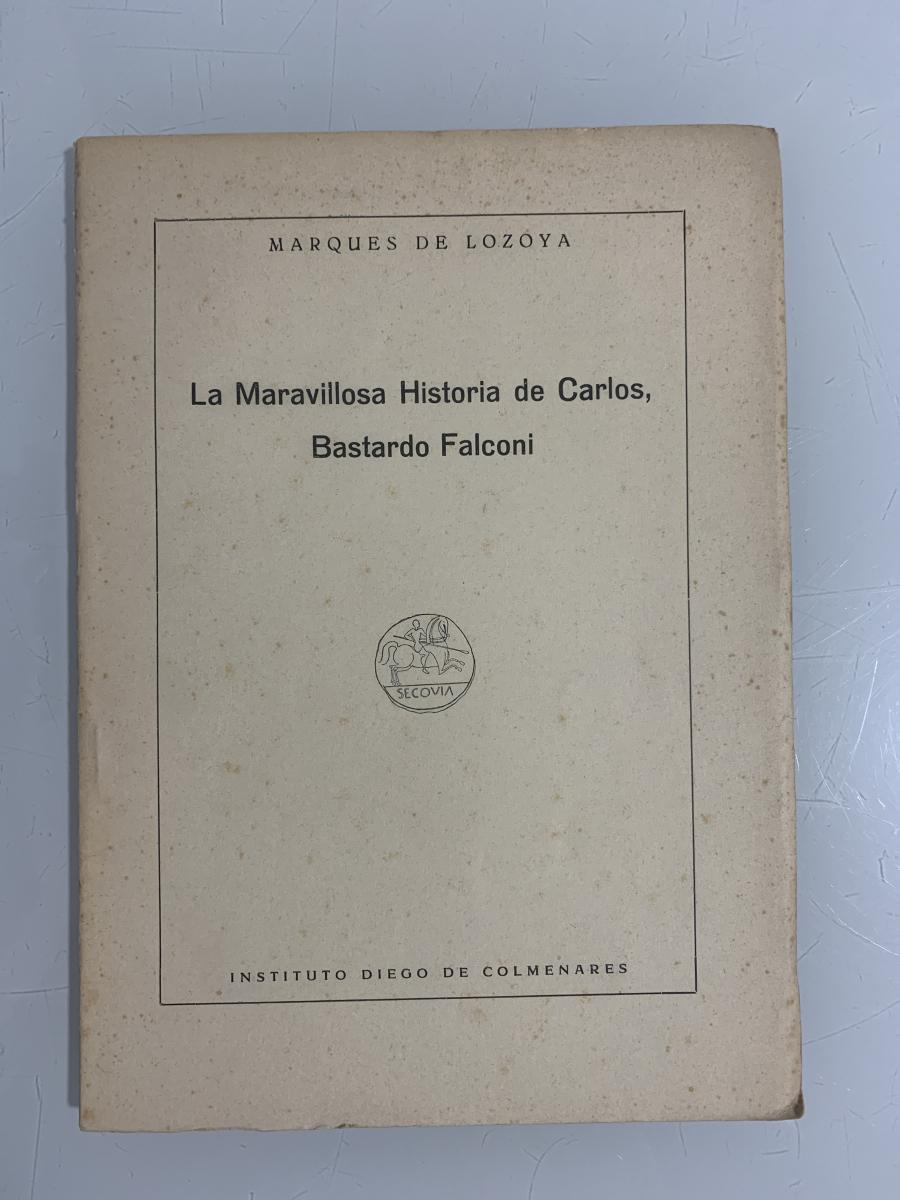 MARQUES DE LOZOYA
La Maravillosa Historia de Carlos,
Bastardo Falconi
SECOVIA
INSTITUTO DIEGO DE COLMENARES